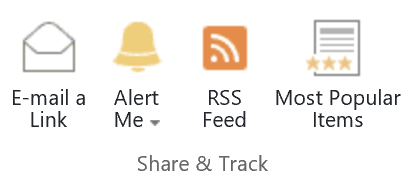 E-mail a Link
Alert Me
RSS Feed
Most Popular Items
Share & Track